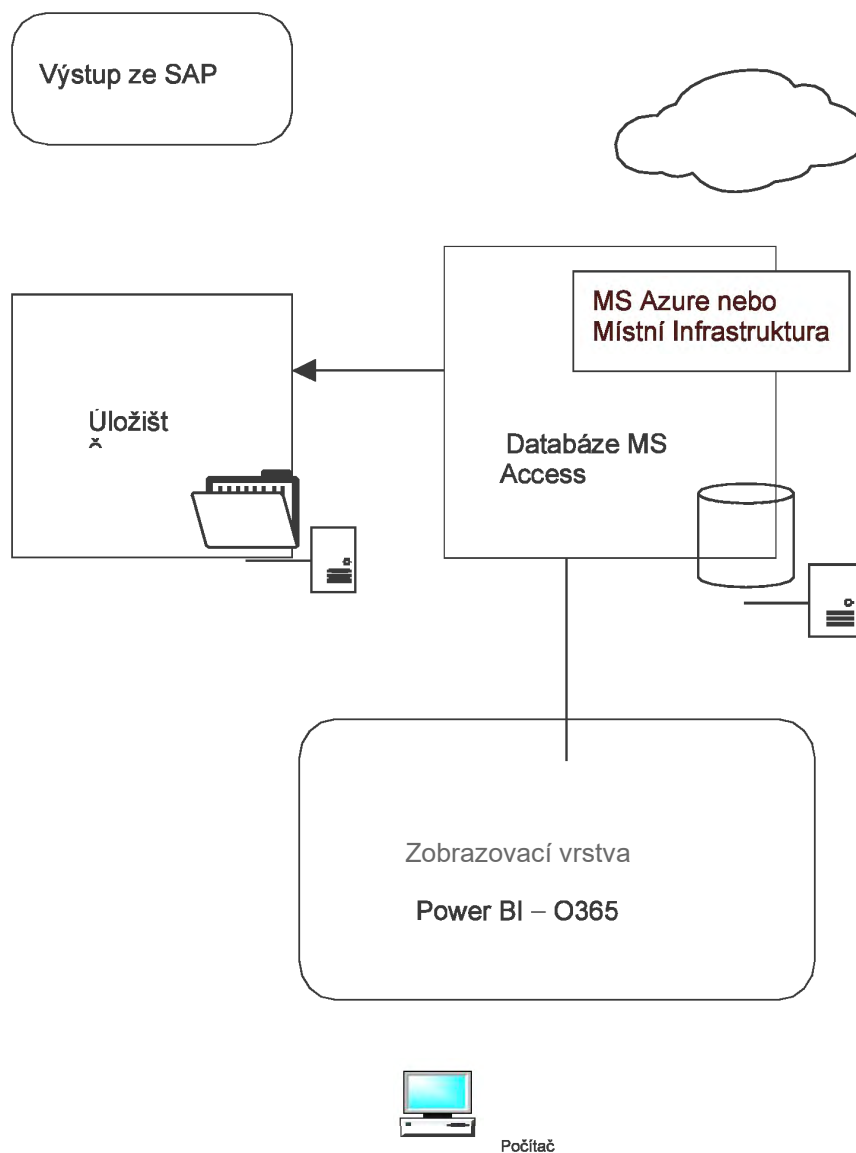 Výstup ze SAP
MS Azure nebo
Místní Infrastruktura
Úložišt
ě
Databáze MS
Access
Zobrazovací vrstva
Power BI – O365
Počítač